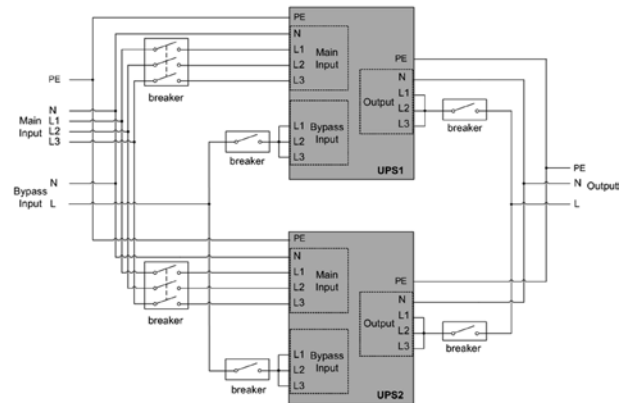 PE
N
L1
Main
L2
Input
L3
breaker
PE
PE
N
Main
L1
Input
L2
L3
N
L1
Output
L2
L3
breaker
L1
Bypass
L2
Input
L3
breaker
UPS1
Bypass
N
Input
L
PE
N
Output
L
PE
N
L1
Main
L2
Input
L3
breaker
PE
N
L1
Output
L2
L3
breaker
L1
Bypass
L2
Input
L3
breaker
UPS2